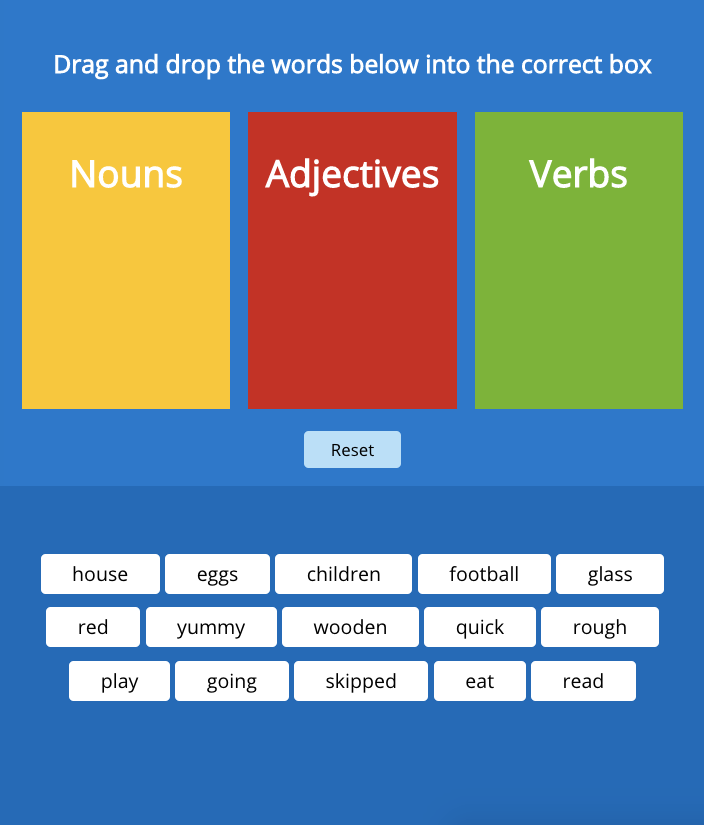 Drag and drop the words below into the correct box
Nouns Adjectives Verbs
Reset
house eggs children football glass
red yummy wooden quick rough
play going skipped eat read